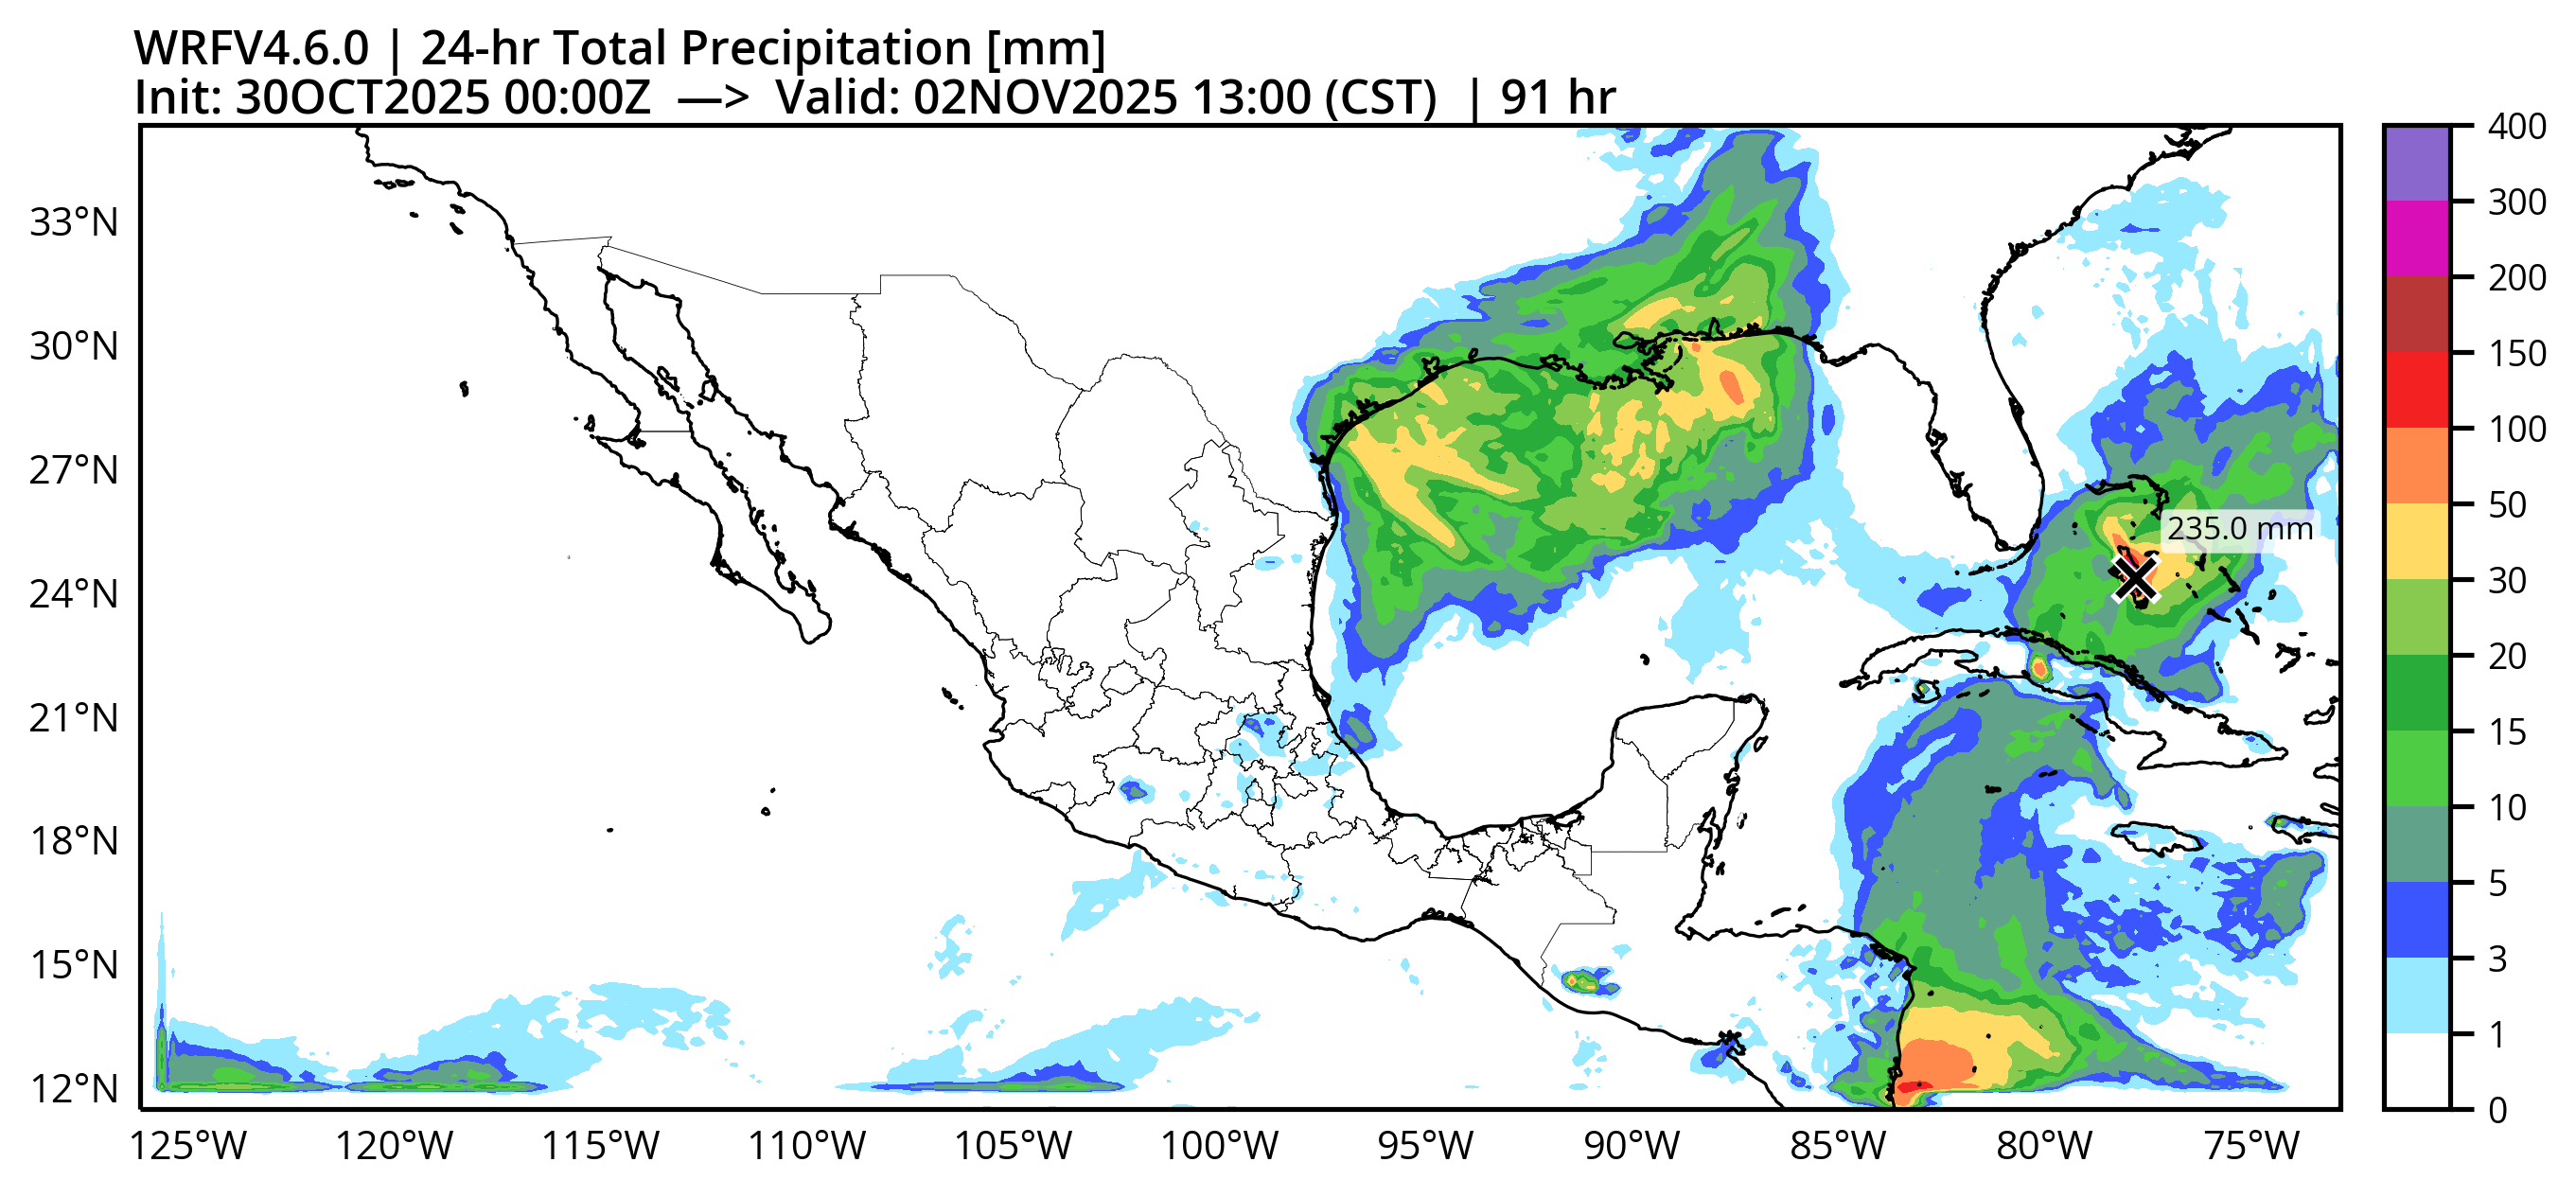 WRFV4.6.0 | 24-hr Total Precipitation [mm]
Init: 30OCT2025 00:00Z —> Valid: 02NOV2025 13:00 (CST) | 91 hr
33°N
30°N
27°N
24°N
21°N
18°N
15°N
12°N
235.0 mm
125°W 120°W 115°W 110°W 105°W 100°W 95°W 90°W 85°W 80°W 75°W
400
300
200
150
100
50
30
20
15
10
5
3
1
0